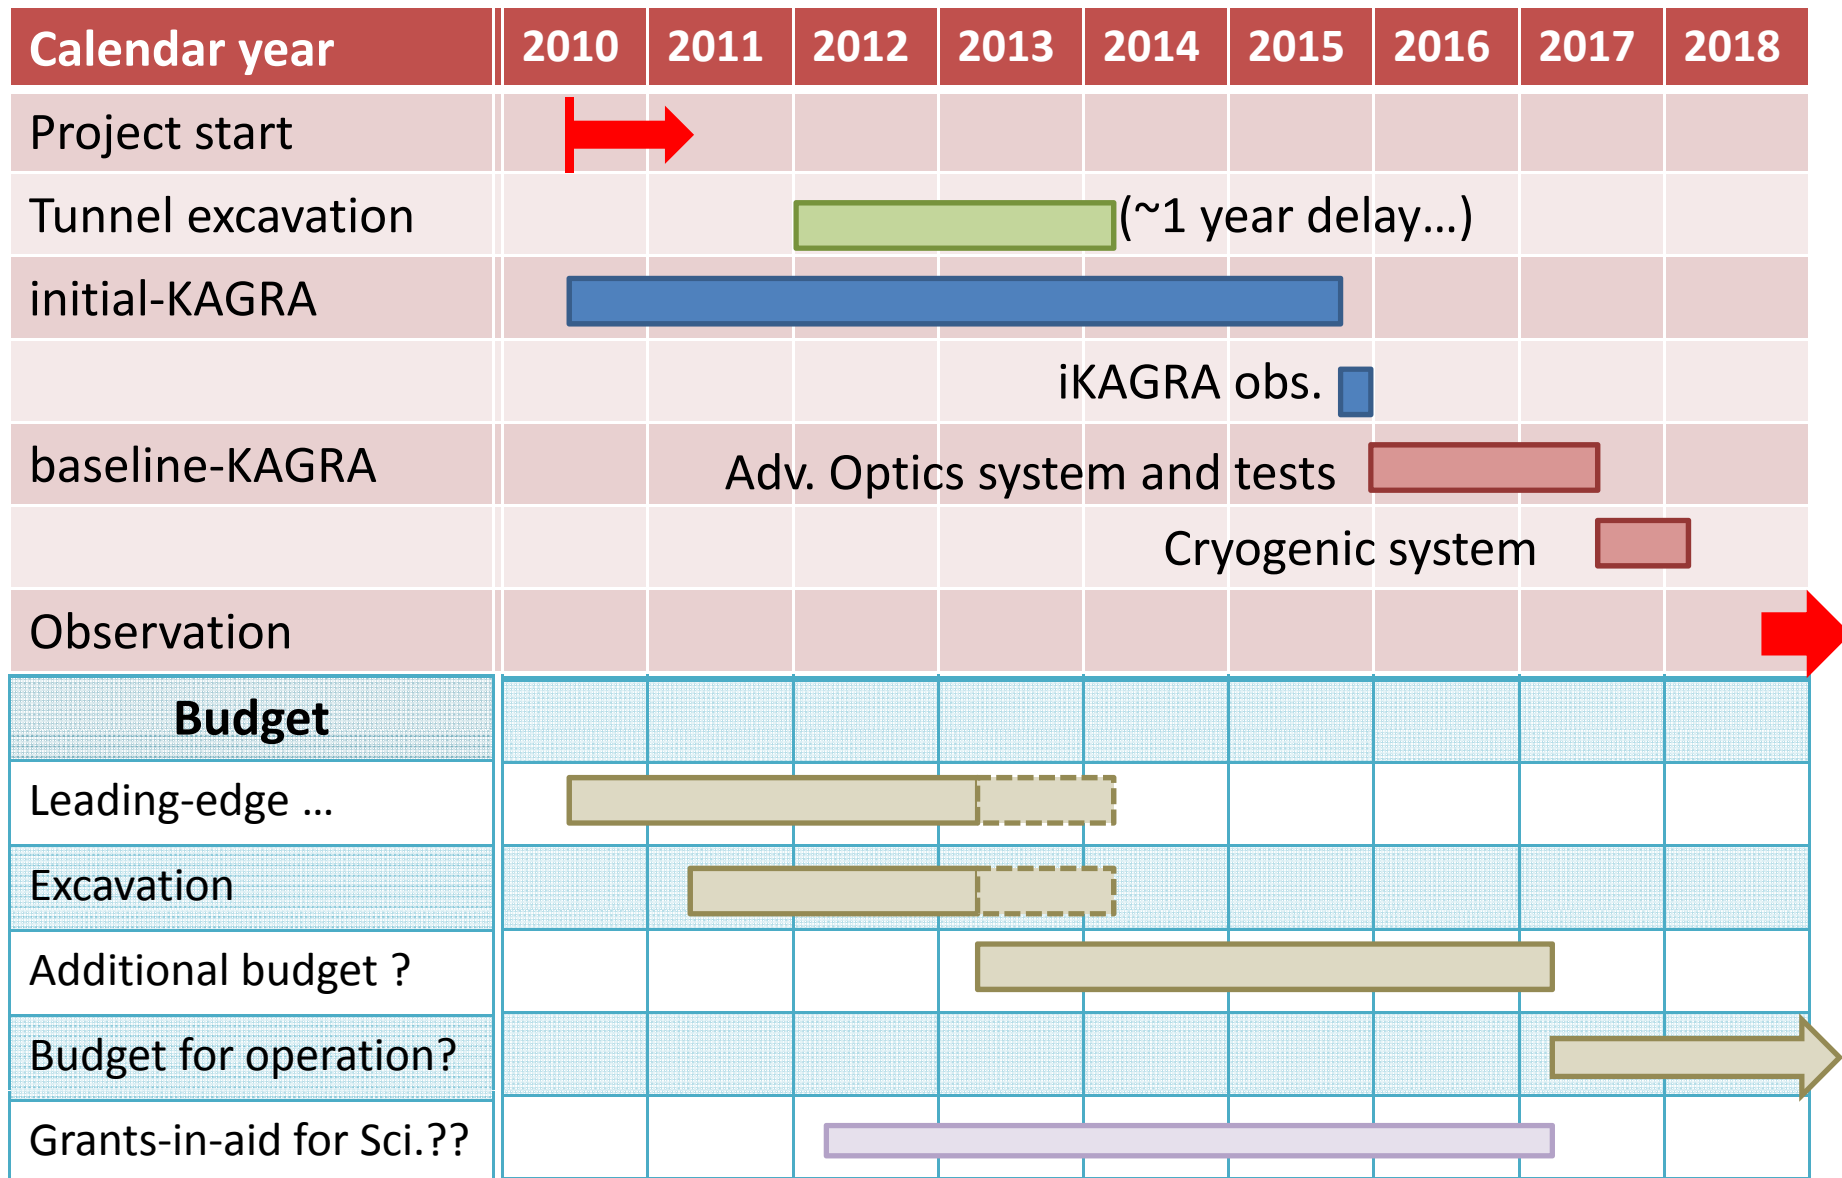 Calendar year 2010 2011 2012 2013 2014 2015 2016 2017 2018
Project start
Tunnel excavation (~1 year delay...)
initial-KAGRA
iKAGRA obs.
baseline-KAGRA Adv. Optics system and tests
Cryogenic system
Observation
Budget
Leading-edge ...
Excavation
Additional budget ?
Budget for operation?
Grants-in-aid for Sci.??